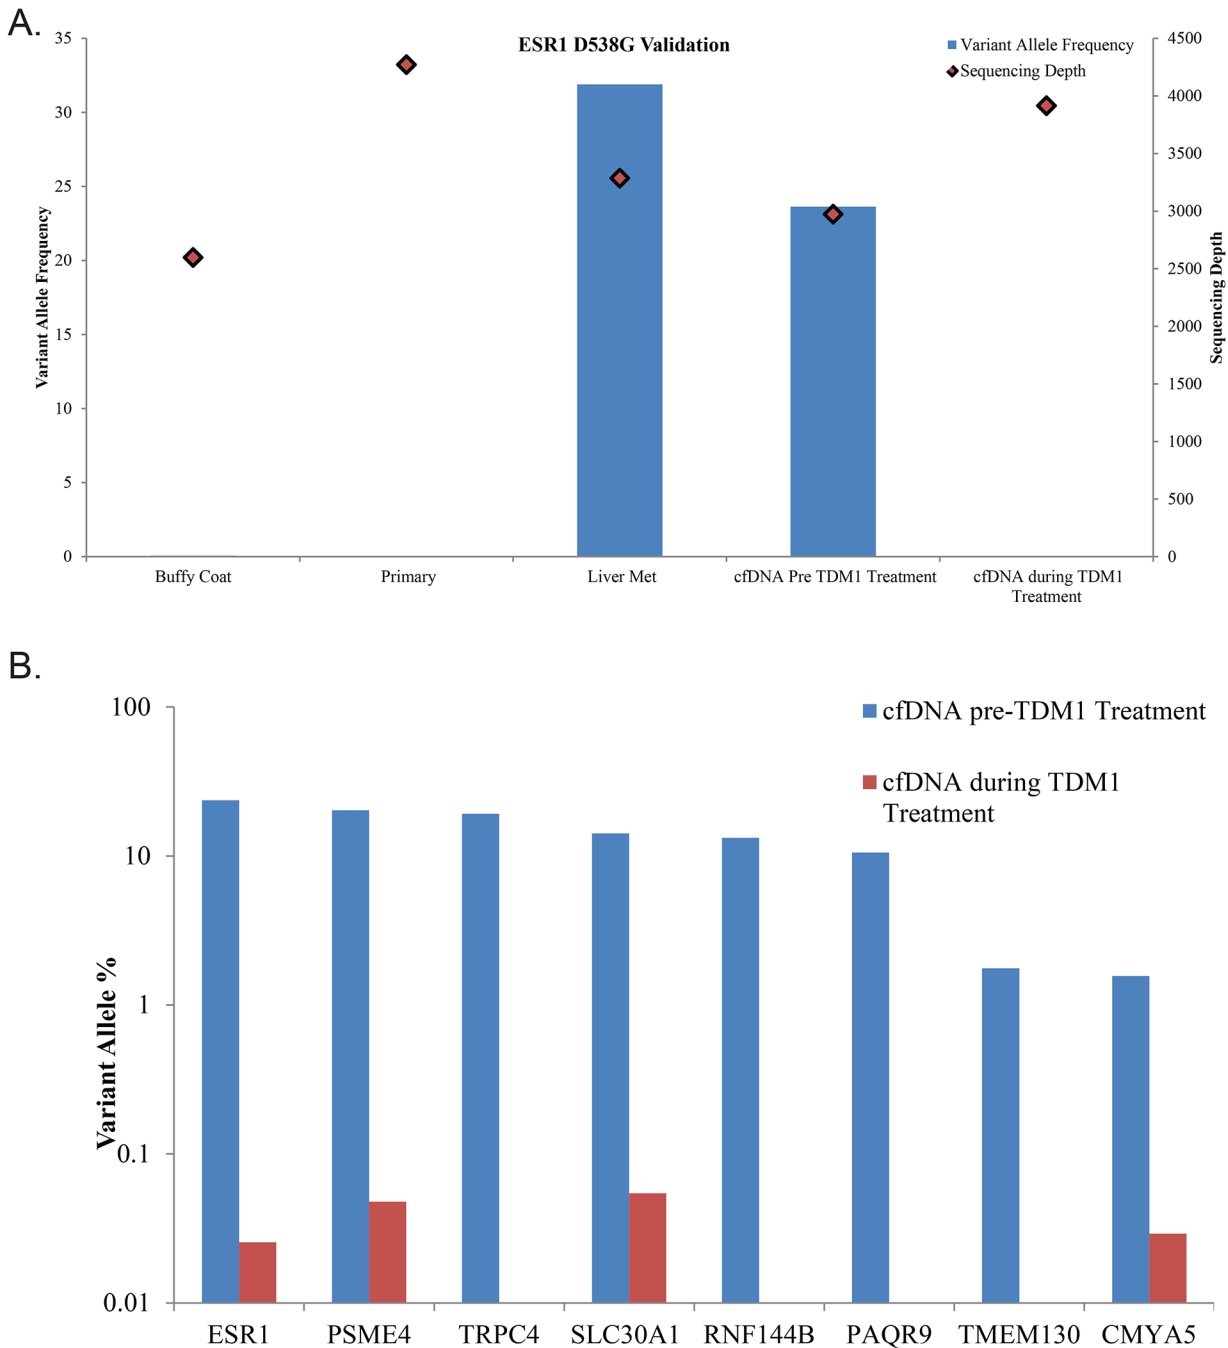 A.
ESR1 D538G Validation
Variant Allele Frequency
Sequencing Depth
35
30
25
20
15
10
5
0
Variant Allele Frequency
4500
4000
3500
3000
2500
2000
1500
1000
500
0
Sequencing Depth
Buffy Coat
Primary
Liver Met
cfDNA Pre TDM1 Treatment
cfDNA during TDM1
Treatment
B.
cfDNA pre-TDM1 Treatment
cfDNA during TDM1
Treatment
100
10
1
0.1
0.01
Variant Allele %
ESR1
PSME4
TRPC4
SLC30A1
RNF144B
PAQR9
TMEM130
CMYA5